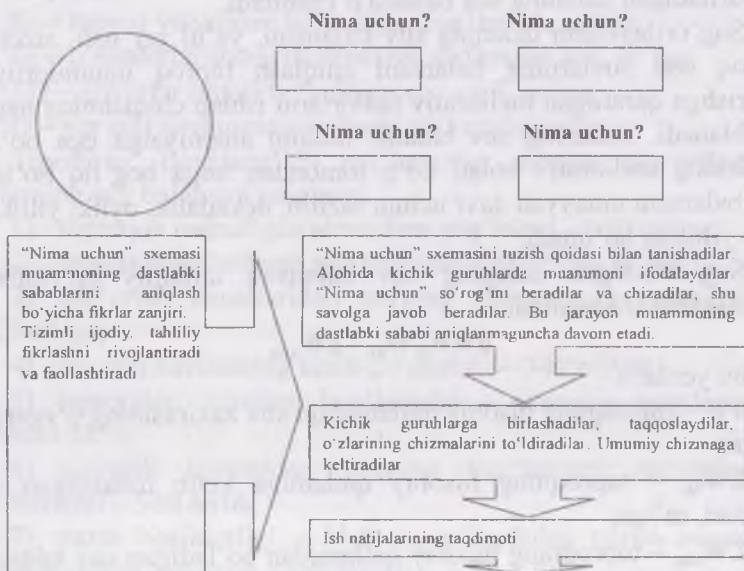 Nima uchun? Nima uchun?
Nima uchun? Nima uchun?
"Nima uchun" sxemasi
muammoning dastlabki
sabablarini aniqlash
bo'yicha fikrlar zanjiri.
Tizimli ijodiy, tahliliy
fikrlashni rivojlantiradi
va faollashtiradi
"Nima uchun" sxemasini tuzish qoidasi bilan tanishadilar
Alohida kichik guruhlarda muammoni ifodalaydilar
"Nima uchun" so'rog'ini beradilar va chizadilar, shu
savolga javob beradilar. Bu jarayon muammoning
dastlabki sababi aniqlanmaguncha davom etadi.
Kichik guruhlarga birlashadilar, taqqoslaydilar,
o'zlarining chizmalarini to'ldiradilar. Umumiy chizmaga
keltiradilar
Ish natijalarining taqdimoti